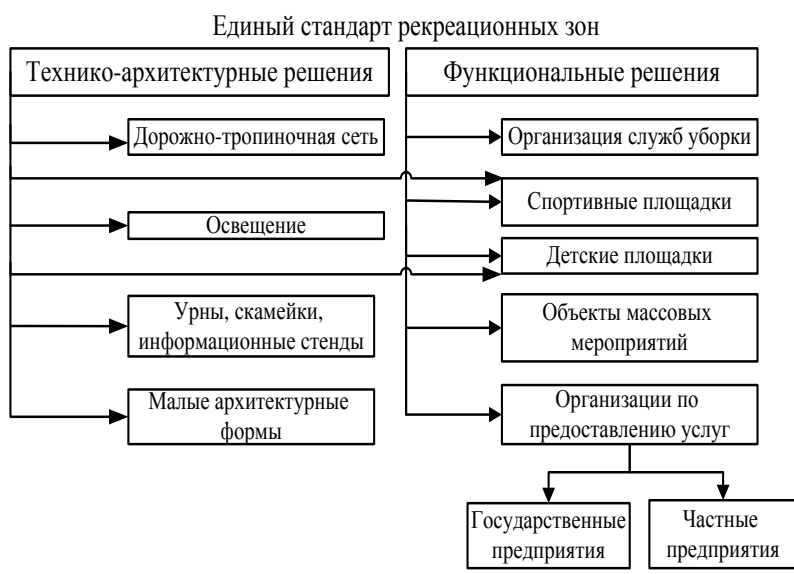 Единый стандарт рекреационных зон
Технико-архитектурные решения
Дорожно-тропиночная сеть
Освещение
Урны, скамейки,
информационные стенды
Малые архитектурные
формы
Функциональные решения
Организация служб уборки
Спортивные площадки
Детские площадки
Объекты массовых
мероприятий
Организации по
предоставлению услуг
Государственные
предприятия
Частные
предприятия